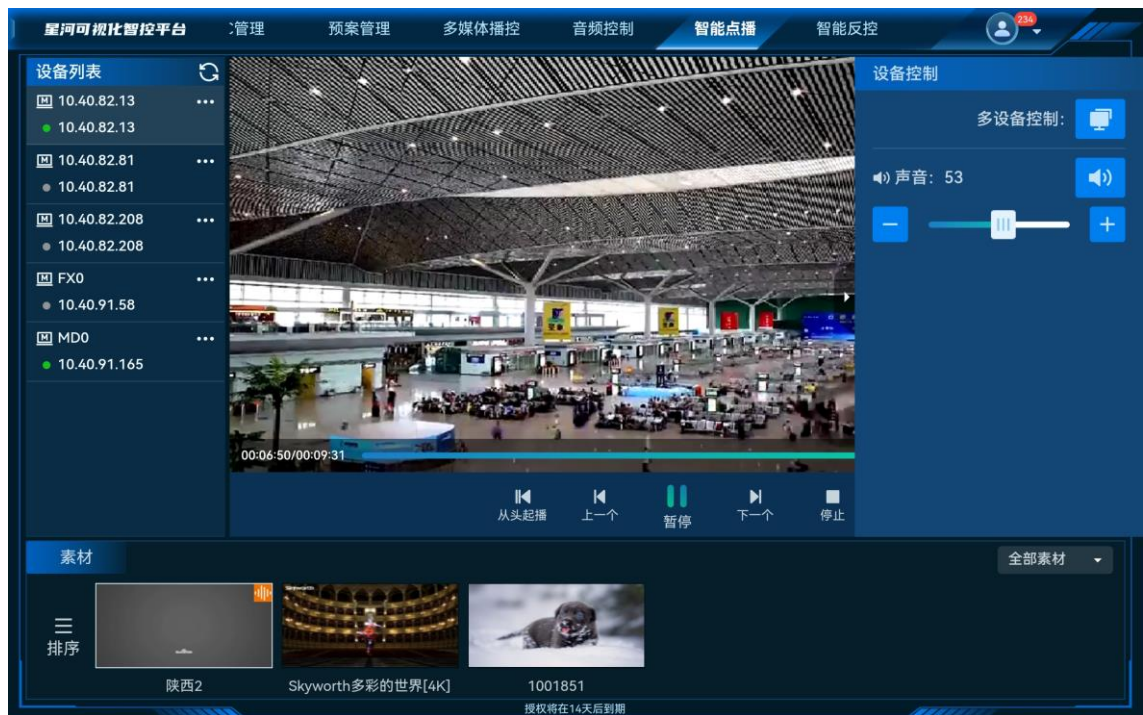 星河可视化智控平台
C管理
预案管理
多媒体播控
音频控制
智能点播
智能反控
234
设备列表
10.40.82.13
10.40.82.13
10.40.82.81
10.40.82.81
10.40.82.208
10.40.82.208
FX0
10.40.91.58
MD0
10.40.91.165
00:06:50/00:09:31
从头起播
上一个
暂停
下一个
停止
设备控制
多设备控制:
声音: 53
素材
全部素材
排序
陕西2
Skyworth
Skyworth多彩的世界[4K]
1001851
授权将在14天后到期